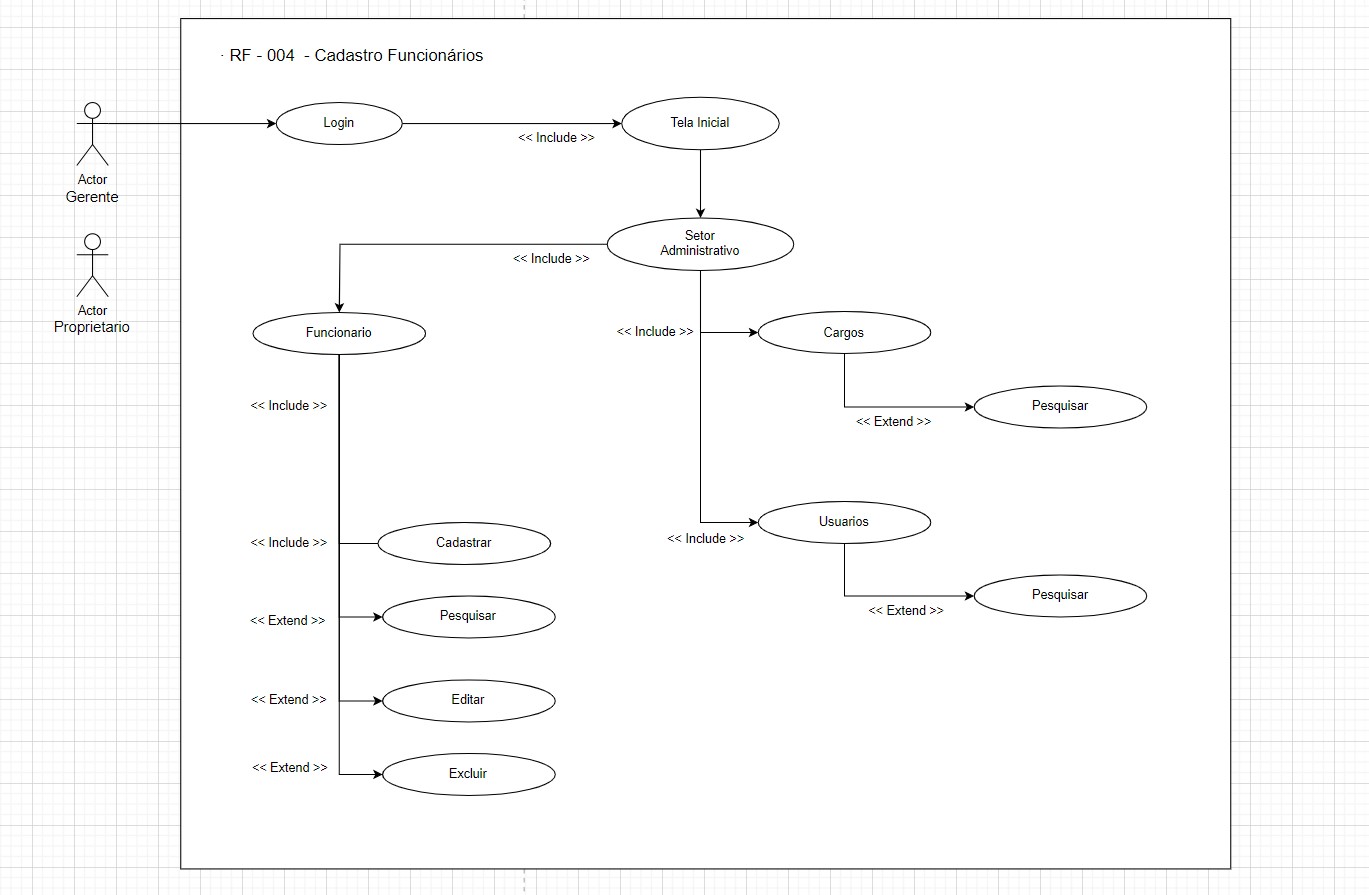 · RF - 004  - Cadastro Funcionários
Actor
Gerente
Actor
Proprietario
Login
<< Include >>
Tela Inicial
Setor
Administrativo
<< Include >>
Funcionario
<< Include >>
Cargos
<< Include >>
<< Extend >>
Pesquisar
Usuarios
<< Include >>
<< Include >>
Cadastrar
<< Extend >>
Pesquisar
<< Extend >>
Pesquisar
<< Extend >>
Editar
<< Extend >>
Excluir